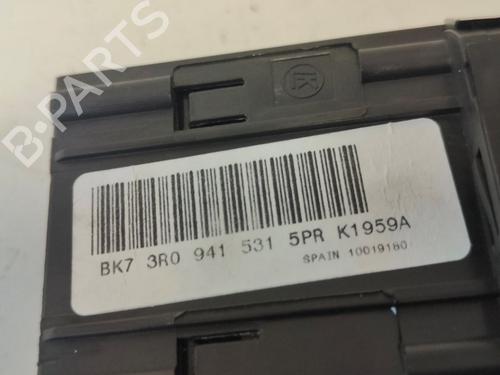 B-PARTS
K
BK7 3R0 941 531 5PR K1959A
SPAIN 10019180